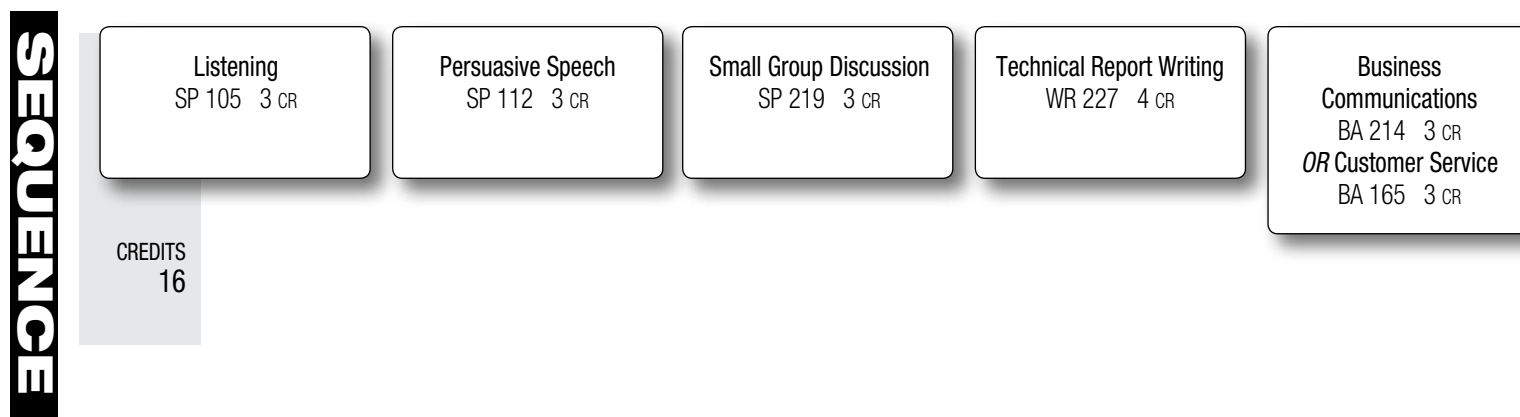 SEQUENCE
Listening
SP 105 3 CR
Persuasive Speech
SP 112 3 CR
Small Group Discussion
SP 219 3 CR
Technical Report Writing
WR 227 4 CR
Business
Communications
BA 214 3 CR
OR Customer Service
BA 165 3 CR
CREDITS
16